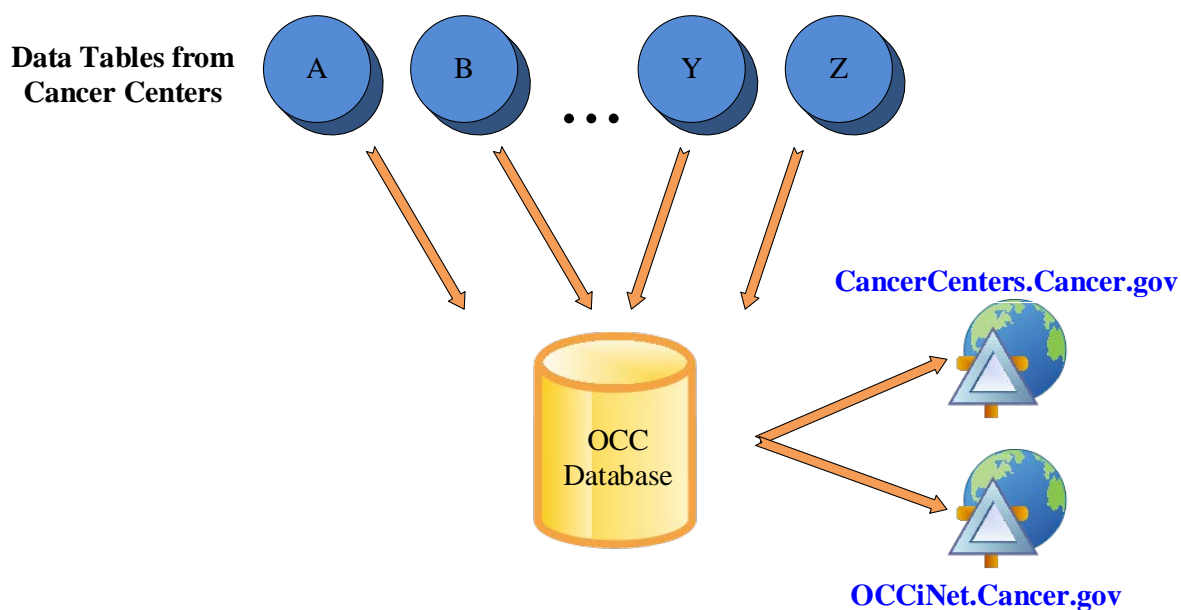 Data Tables from
Cancer Centers
A
B
...
Y
Z
CancerCenters.Cancer.gov
OCC
Database
OCCiNet.Cancer.gov